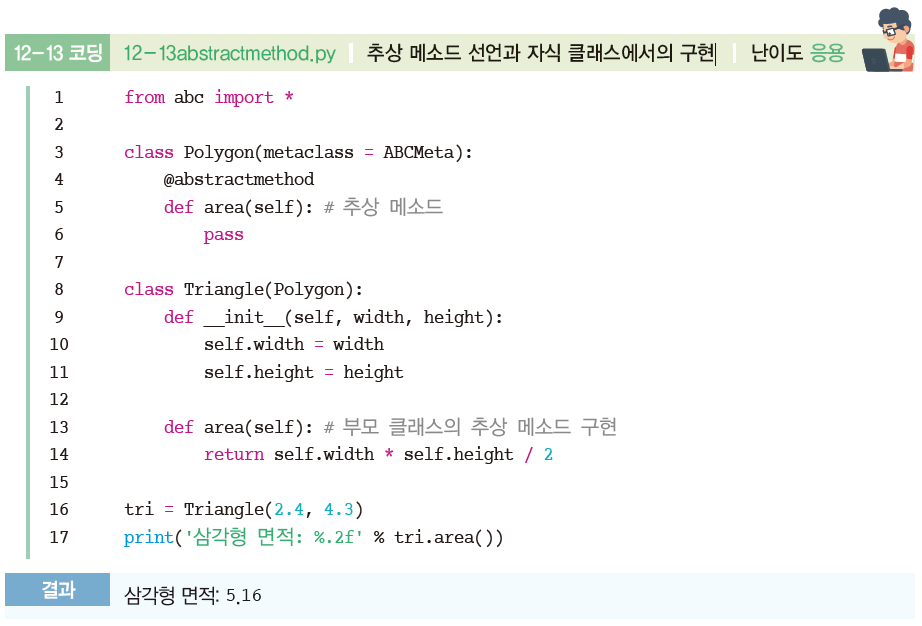 12-13 코딩 12-13abstractmethod.py 추상 메소드 선언과 자식 클래스에서의 구현 난이도 응용
1 from abc import *
2
3 class Polygon(metaclass = ABCMeta):
4     @abstractmethod
5     def area(self): # 추상 메소드
6         pass
7
8 class Triangle(Polygon):
9     def __init__(self, width, height):
10         self.width = width
11         self.height = height
12
13     def area(self): # 부모 클래스의 추상 메소드 구현
14         return self.width * self.height / 2
15
16 tri = Triangle(2.4, 4.3)
17 print('삼각형 면적: %.2f' % tri.area())
결과 삼각형 면적: 5.16